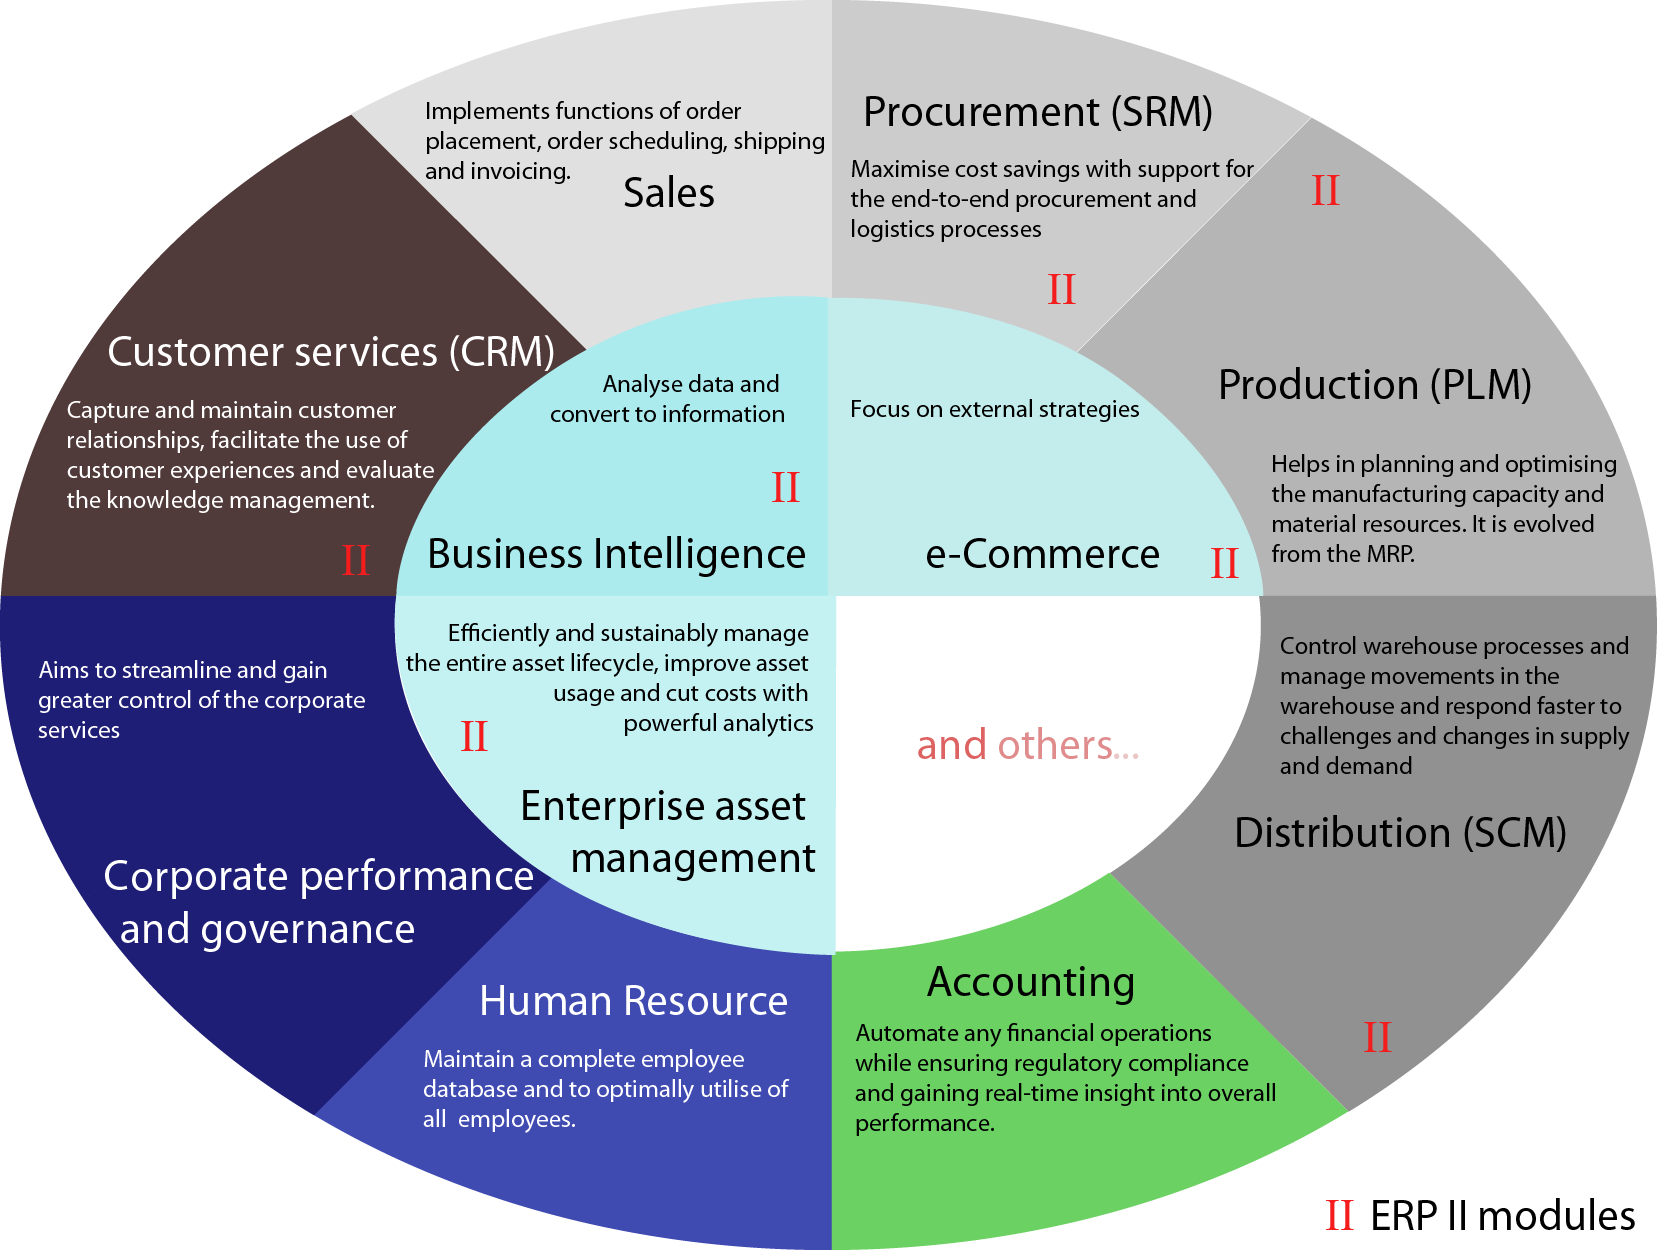 Implements functions of order
placement, order scheduling, shipping
and invoicing.
Sales
Procurement (SRM)
Maximise cost savings with support for
the end-to-end procurement and
logistics processes
II
II
Production (PLM)
Helps in planning and optimising
the manufacturing capacity and
material resources. It is evolved
from the MRP.
Customer services (CRM)
Capture and maintain customer
relationships, facilitate the use of
customer experiences and evaluate
the knowledge management.
II
Analyse data and
convert to information
II
Business Intelligence
Focus on external strategies
e-Commerce
II
Aims to streamline and gain
greater control of the corporate
services
Corporate performance
and governance
Efficiently and sustainably manage
the entire asset lifecycle, improve asset
usage and cut costs with
powerful analytics
II
Enterprise asset
management
and others...
Control warehouse processes and
manage movements in the
warehouse and respond faster to
challenges and changes in supply
and demand
Distribution (SCM)
II
Human Resource
Maintain a complete employee
database and to optimally utilise of
all employees.
Accounting
Automate any financial operations
while ensuring regulatory compliance
and gaining real-time insight into overall
performance.
II ERP II modules